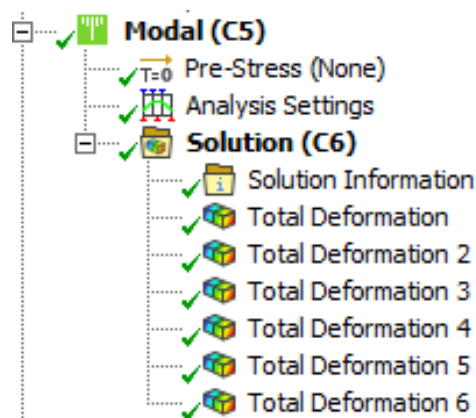 Modal (C5)
T=0 Pre-Stress (None)
Analysis Settings
Solution (C6)
i Solution Information
Total Deformation
Total Deformation 2
Total Deformation 3
Total Deformation 4
Total Deformation 5
Total Deformation 6